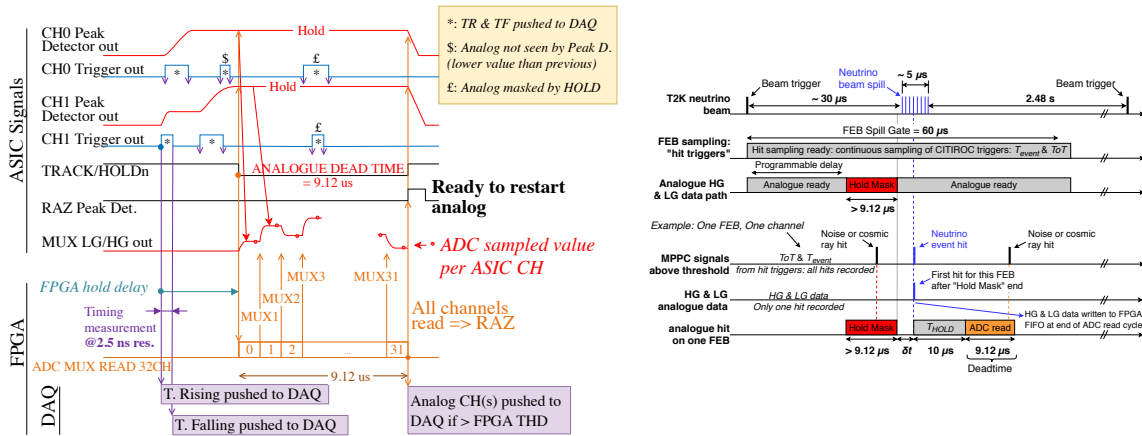 CH0 Peak
Detector out
Hold
CH0 Trigger out
*
$
*
£
*
CH1 Peak
Detector out
Hold
CH1 Trigger out
*
*
£
*
TRACK/HOLDn
ANALOGUE DEAD TIME
= 9.12 us
RAZ Peak Det.
Ready to restart
analog
MUX LG/HG out
ADC sampled value
per ASIC CH
*: TR & TF pushed to DAQ
$: Analog not seen by Peak D.
(lower value than previous)
£: Analog masked by HOLD
ASIC Signals
FPGA
DAQ
FPGA hold delay
MUX1
MUX2
MUX3
MUX31
Timing
measurement
@2.5 ns res.
All channels
read => RAZ
0
1
2
...
31
ADC MUX READ 32CH
9.12 us
T. Rising pushed to DAQ
T. Falling pushed to DAQ
Analog CH(s) pushed to
DAQ if > FPGA THD
T2K neutrino
beam
Beam trigger
Neutrino
beam spill
~ 5 µs
Beam trigger
~ 30 µs
2.48 s
FEB sampling:
"hit triggers"
FEB Spill Gate = 60 µs
Hit sampling ready: continuous sampling of CITIROC triggers: Tevent & ToT
Programmable delay
Analogue HG
& LG data path
Analogue ready
Hold Mask
Analogue ready
> 9.12 µs
Example: One FEB, One channel
Noise or cosmic
ray hit
Neutrino
event hit
Noise or cosmic
ray hit
MPPC signals
above threshold
ToT & Tevent
from hit triggers: all hits recorded
First hit for this FEB
after "Hold Mask" end
HG & LG
analogue data
HG & LG data
Only one hit recorded
HG & LG data written to FPGA
FIFO at end of ADC read cycle
analogue hit
on one FEB
Hold Mask
THOLD
ADC read
> 9.12 µs
δt
10 µs
9.12 µs
Deadtime